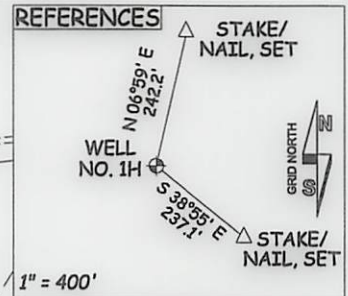 REFERENCES
STAKE/
NAIL, SET
N 06°59' E
242.2'
WELL
NO. 1H
GRID NORTH
N
S
S 38°55' E
237.1'
STAKE/
NAIL, SET
1" = 400'